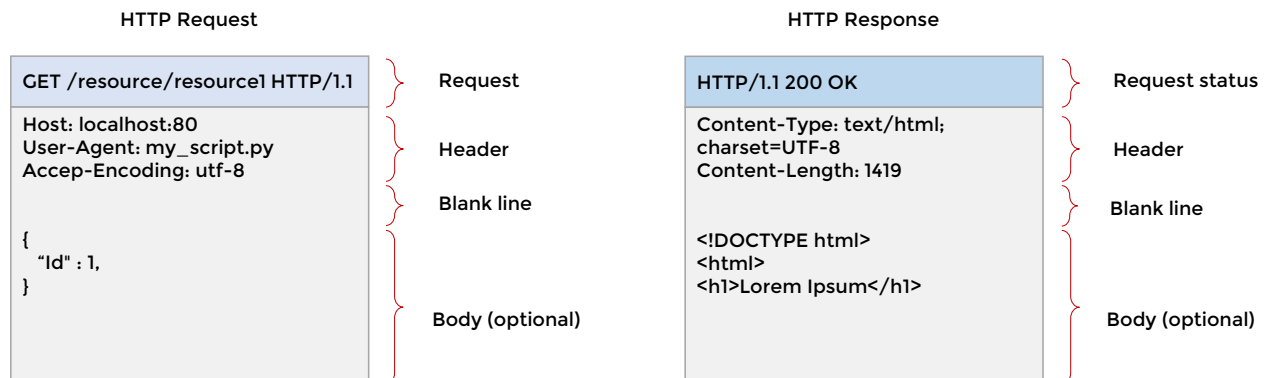 HTTP Request
GET /resource/resource1 HTTP/1.1
Request
Host: localhost:80
User-Agent: my_script.py
Accep-Encoding: utf-8
Header
Blank line
{
“Id" : 1,
}
Body (optional)
HTTP Response
HTTP/1.1 200 OK
Request status
Content-Type: text/html;
charset=UTF-8
Content-Length: 1419
Header
Blank line
<!DOCTYPE html>
<html>
<h1>Lorem Ipsum</h1>
Body (optional)